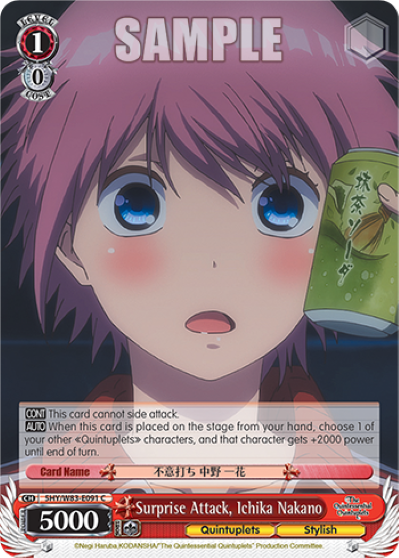 LEVEL
1
0
COST
SAMPLE
抹茶ソーダ
CONT This card cannot side attack.
AUTO When this card is placed on the stage from your hand, choose 1 of
your other «Quintuplets» characters, and that character gets +2000 power
until end of turn.
Card Name 不意打ち 中野 一花
CH 5HY/W83-E091 C
5000
Surprise Attack, Ichika Nakano
The Quintessential Quintuplets
Quintuplets Stylish
©Negi Haruba,KODANSHA/"The Quintessential Quintuplets" Production Committee